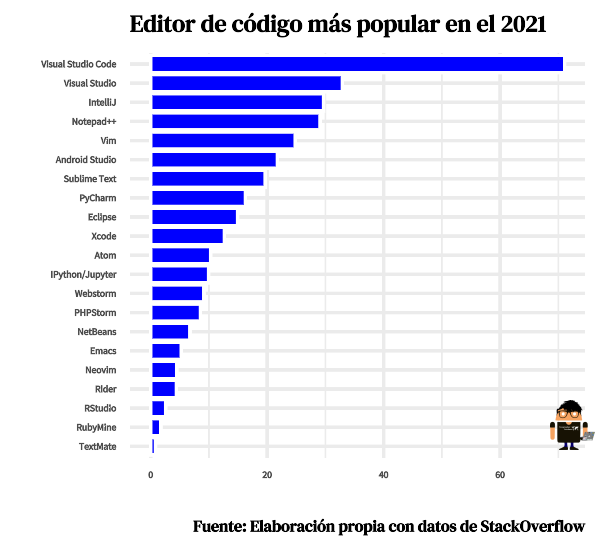 Editor de código más popular en el 2021
Visual Studio Code
Visual Studio
IntelliJ
Notepad++
Vim
Android Studio
Sublime Text
PyCharm
Eclipse
Xcode
Atom
IPython/Jupyter
Webstorm
PHPStorm
NetBeans
Emacs
Neovim
Rider
RStudio
RubyMine
TextMate
0 20 40 60
Fuente: Elaboración propia con datos de StackOverflow